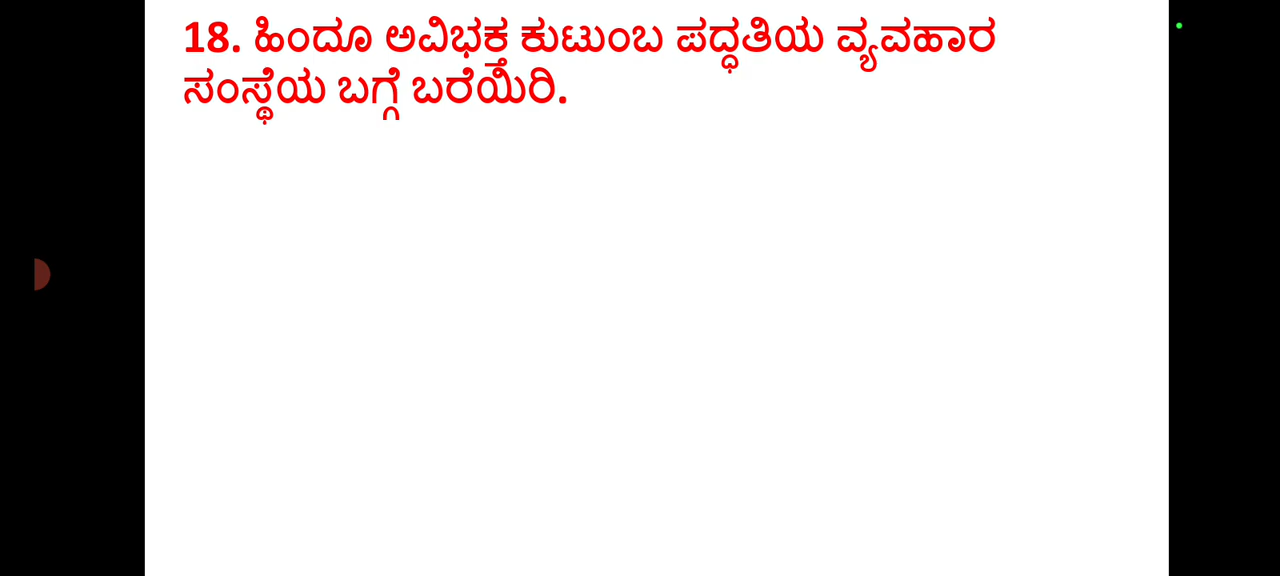 18. ಹಿಂದೂ ಅವಿಭಕ್ತ ಕುಟುಂಬ ಪದ್ಧತಿಯ ವ್ಯವಹಾರ
ಸಂಸ್ಥೆಯ ಬಗ್ಗೆ ಬರೆಯಿರಿ.